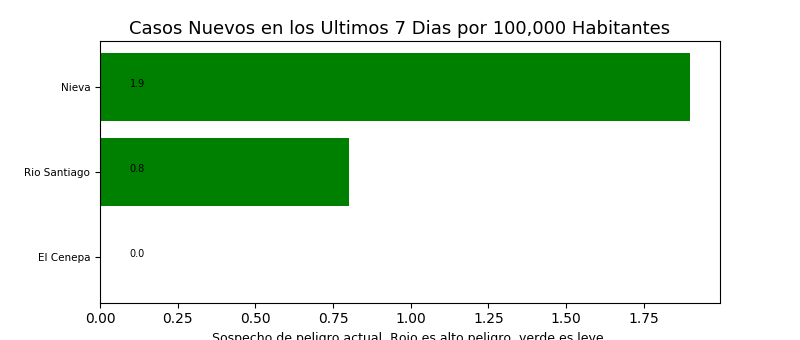 Casos Nuevos en los Ultimos 7 Dias por 100,000 Habitantes
Nieva
1.9
Rio Santiago
0.8
El Cenepa
0.0
0.00 0.25 0.50 0.75 1.00 1.25 1.50 1.75
Sospecho de peligro actual. Rojo es alto peligro, verde es leve